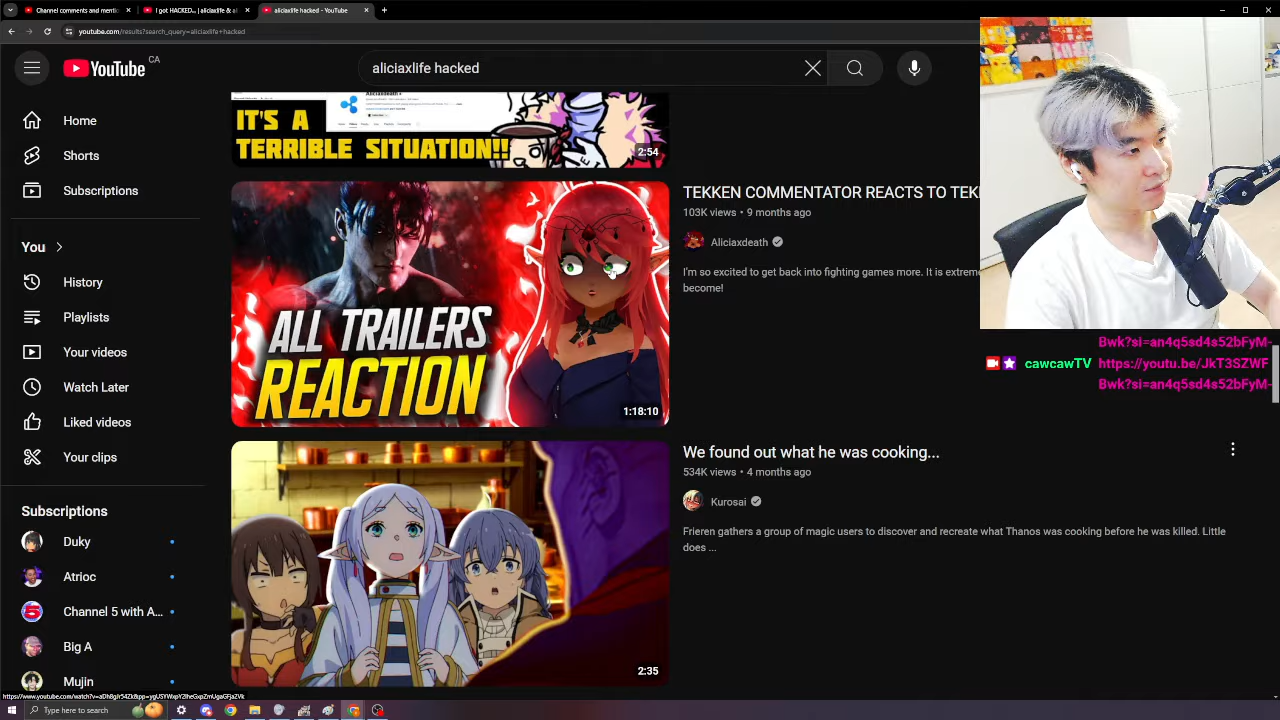 Channel comments and mentic
I got HACKED... | aliciaxlife & al
aliciaxlife hacked - YouTube
youtube.com/results?search_query=aliciaxlife+hacked
YouTube CA
aliciaxlife hacked
Home
Shorts
Subscriptions
You
History
Playlists
Your videos
Watch Later
Liked videos
Your clips
Subscriptions
Duky
Atrioc
Channel 5 with A...
Big A
Mujin
Aliciaxdeath
IT'S A
TERRIBLE SITUATION!!
2:54
ALL TRAILERS
REACTION
1:18:10
TEKKEN COMMENTATOR REACTS TO TEK
103K views • 9 months ago
Aliciaxdeath
I'm so excited to get back into fighting games more. It is extrem
become!
2:35
We found out what he was cooking...
534K views • 4 months ago
Kurosai
Frieren gathers a group of magic users to discover and recreate what Thanos was cooking before he was killed. Little
does ...
Bwk?si=an4q5sd4s52bFyM-
cawcawTV https://youtu.be/JkT3SZWF
Bwk?si=an4q5sd4s52bFyM-
Type here to search